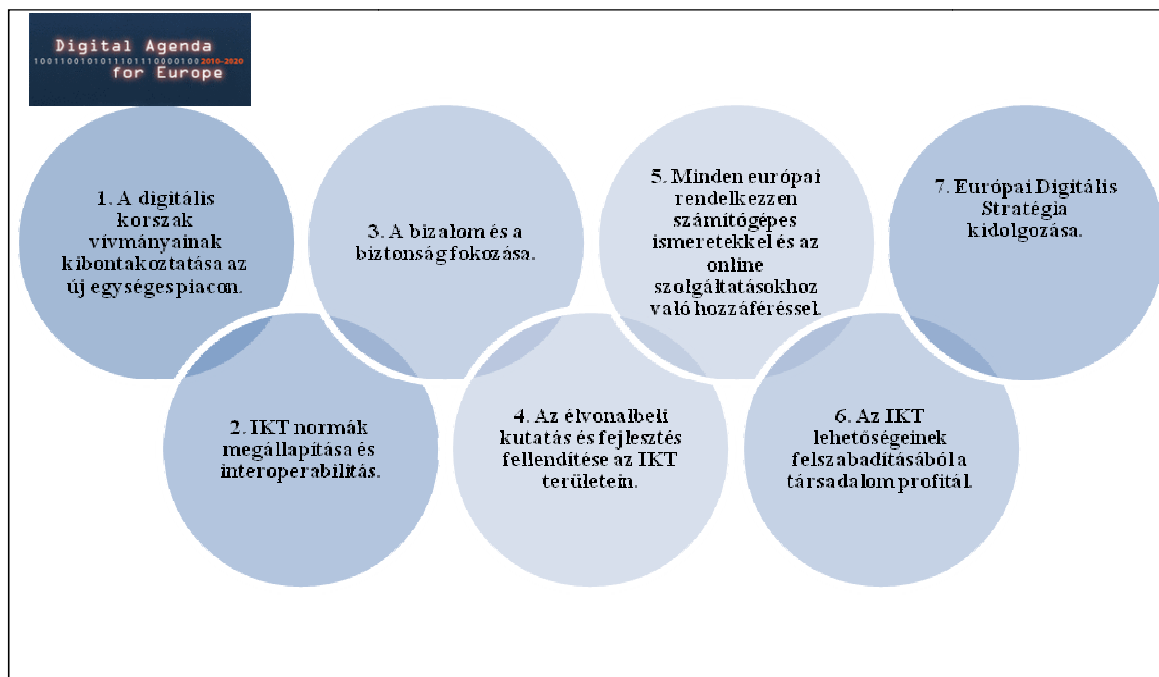 Digital Agenda
10011001010111011110000100 2010-2020
for Europe
1. A digitális
korszak
vívmányainak
kibontakoztatása az
új egységes piacon.
2. IKT normák
megállapítása és
interoperabilitás.
3. A bizalom és a
biztonság fokozása.
4. Az élvonalbeli
kutatás és fejlesztés
fellendítése az IKT
területein.
5. Minden európai
rendelkezzen
számítógépes
ismeretekkel és az
online
szolgáltatásokhoz
való hozzáféréssel.
6. Az IKT
lehetőségeinek
felszabadításából a
társadalom profitál.
7. Európai Digitális
Stratégia
kidolgozása.